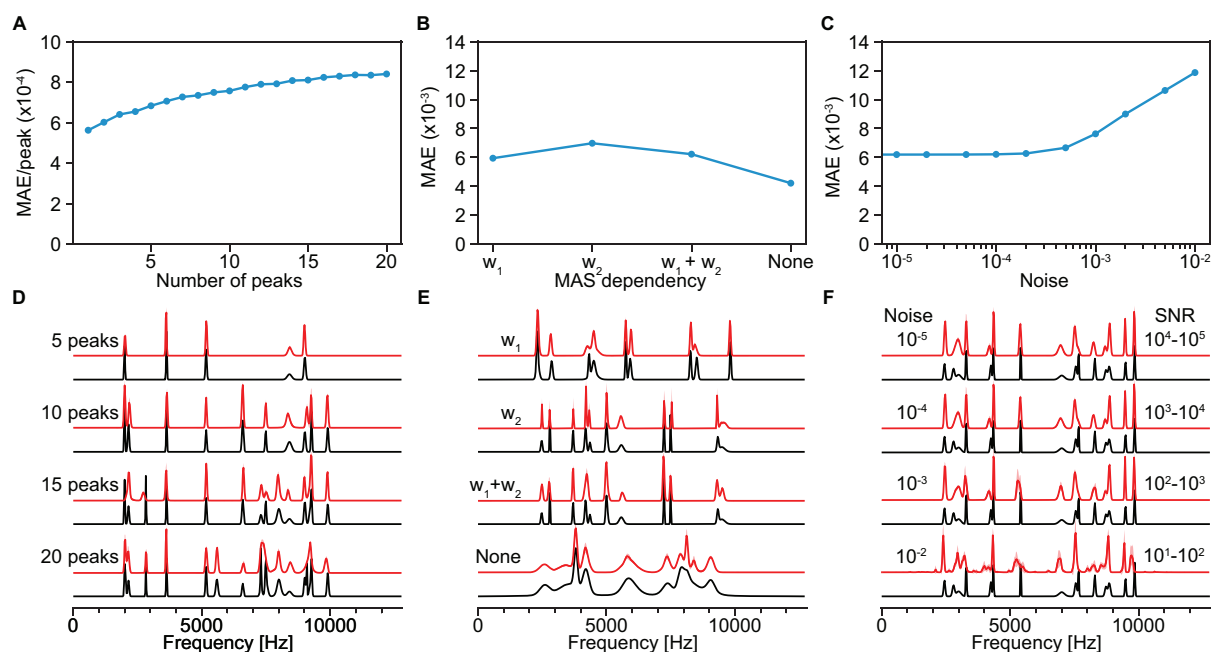 A
10
8
6
4
2
0
MAE/peak (x10⁻⁴)
5
10
15
20
Number of peaks
B
14
12
10
8
6
4
2
0
MAE (x10⁻³)
w₁
w₂
w₁ + w₂
None
MAS dependency
C
14
12
10
8
6
4
2
0
MAE (x10⁻³)
10⁻⁵
10⁻⁴
10⁻³
10⁻²
Noise
D
5 peaks
10 peaks
15 peaks
20 peaks
0
5000
10000
Frequency [Hz]
E
w₁
w₂
w₁+w₂
None
0
5000
10000
Frequency [Hz]
F
Noise
SNR
10⁻⁵
10⁴-10⁵
10⁻⁴
10³-10⁴
10⁻³
10²-10³
10⁻²
10¹-10²
0
5000
10000
Frequency [Hz]